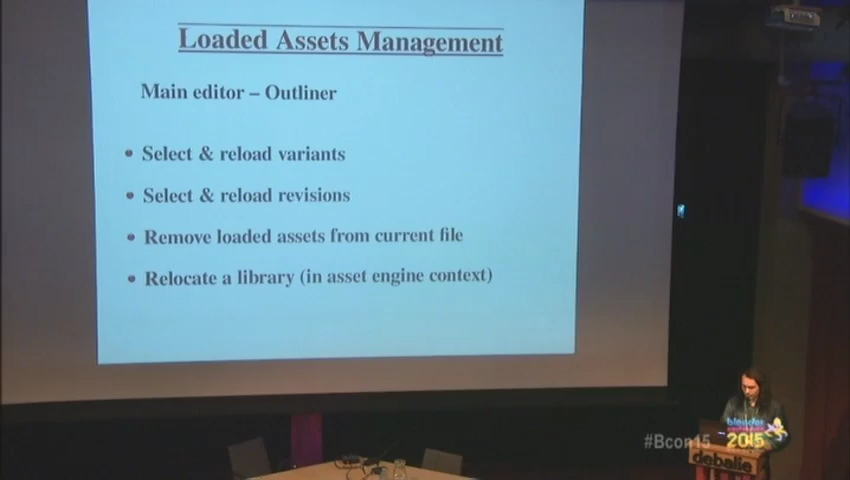 Loaded Assets Management
Main editor – Outliner
• Select & reload variants
• Select & reload revisions
• Remove loaded assets from current file
• Relocate a library (in asset engine context)
#Bcon15
blender
2015
debalie